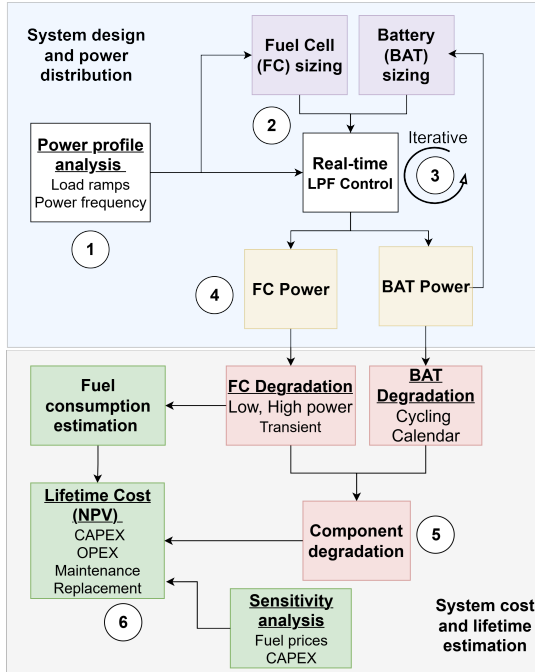 System design
and power
distribution
Fuel Cell
(FC) sizing
Battery
(BAT)
sizing
2
Power profile
analysis
Load ramps
Power frequency
1
Real-time
LPF Control
Iterative
3
4
FC Power
BAT Power
Fuel
consumption
estimation
FC Degradation
Low, High power
Transient
BAT
Degradation
Cycling
Calendar
Lifetime Cost
(NPV)
CAPEX
OPEX
Maintenance
Replacement
Component
degradation
5
6
Sensitivity
analysis
Fuel prices
CAPEX
System cost
and lifetime
estimation